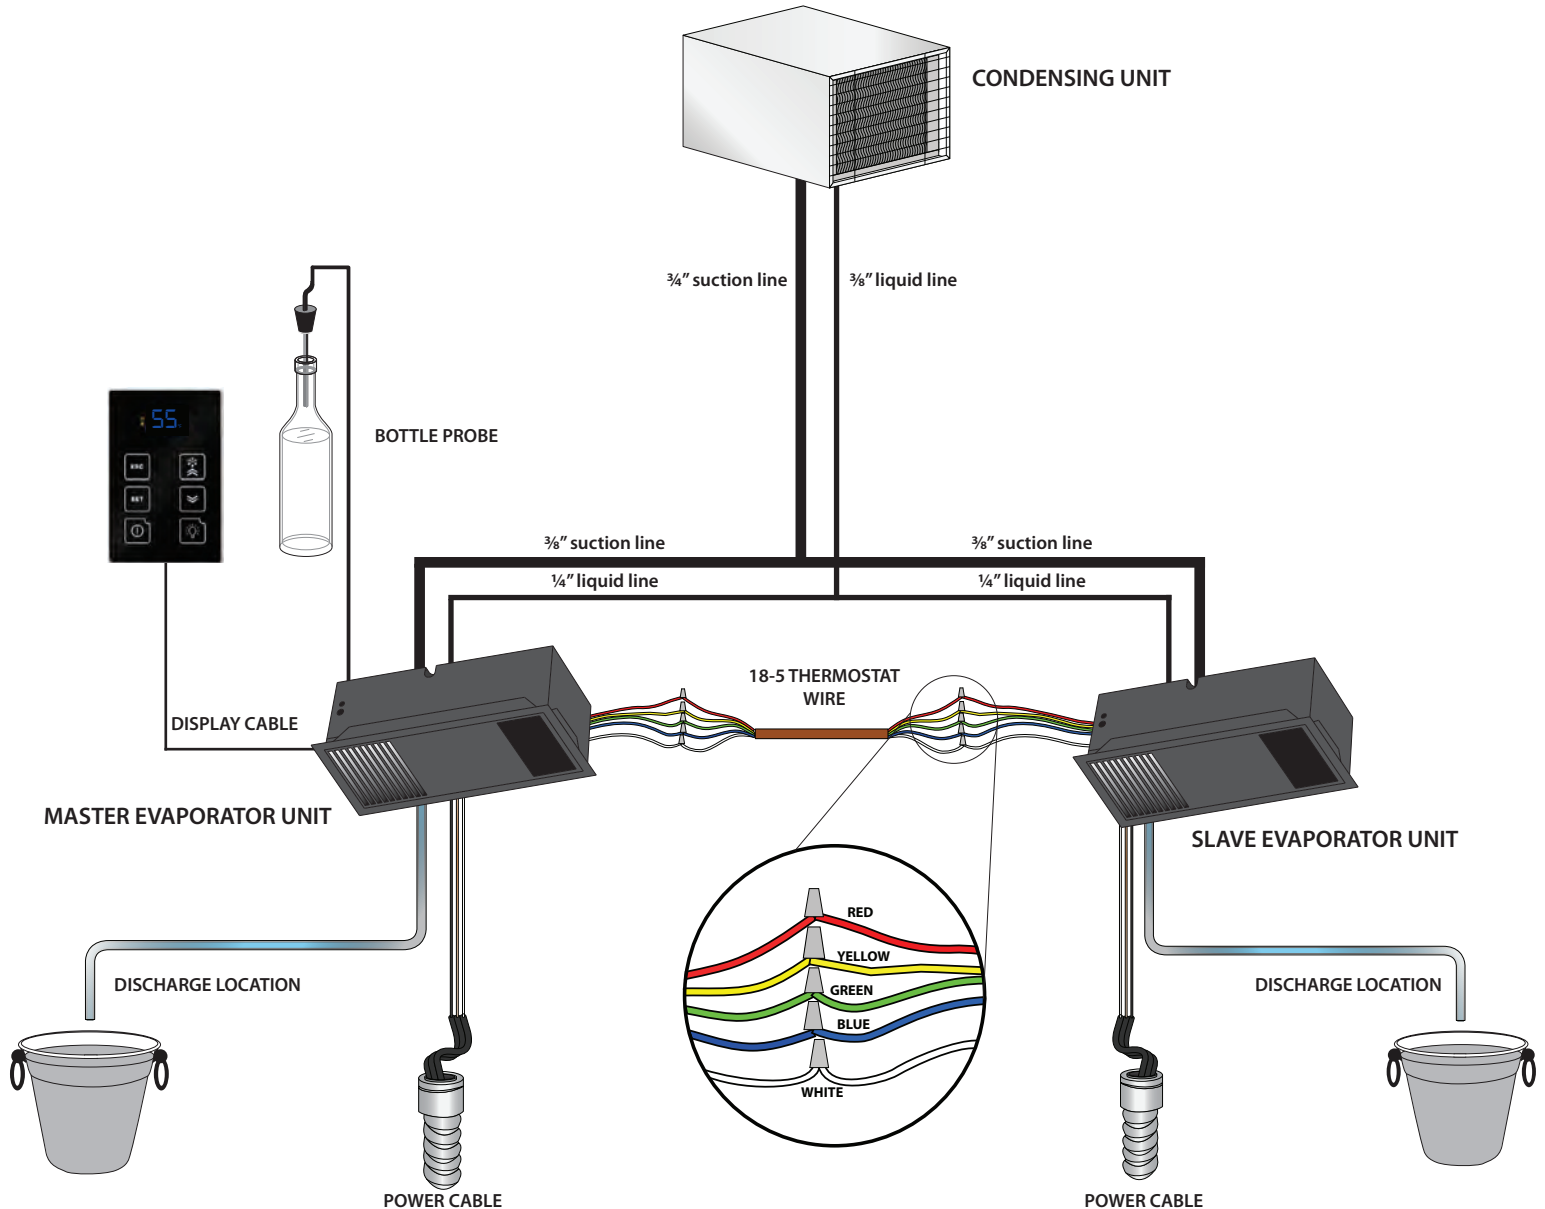 CONDENSING UNIT
¾” suction line
⅜” liquid line
55
BOTTLE PROBE
ESC
SET
⅜” suction line
⅜” suction line
¼” liquid line
¼” liquid line
18-5 THERMOSTAT
WIRE
DISPLAY CABLE
MASTER EVAPORATOR UNIT
SLAVE EVAPORATOR UNIT
RED
YELLOW
GREEN
BLUE
WHITE
DISCHARGE LOCATION
DISCHARGE LOCATION
POWER CABLE
POWER CABLE